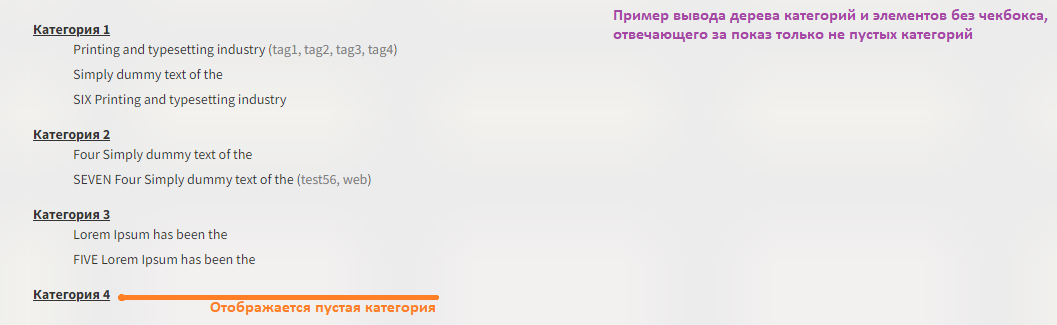 Пример вывода дерева категорий и элементов без чекбокса,
отвечающего за показ только не пустых категорий
Категория 1
Printing and typesetting industry (tag1, tag2, tag3, tag4)
Simply dummy text of the
SIX Printing and typesetting industry
Категория 2
Four Simply dummy text of the
SEVEN Four Simply dummy text of the (test56, web)
Категория 3
Lorem Ipsum has been the
FIVE Lorem Ipsum has been the
Категория 4
Отображается пустая категория